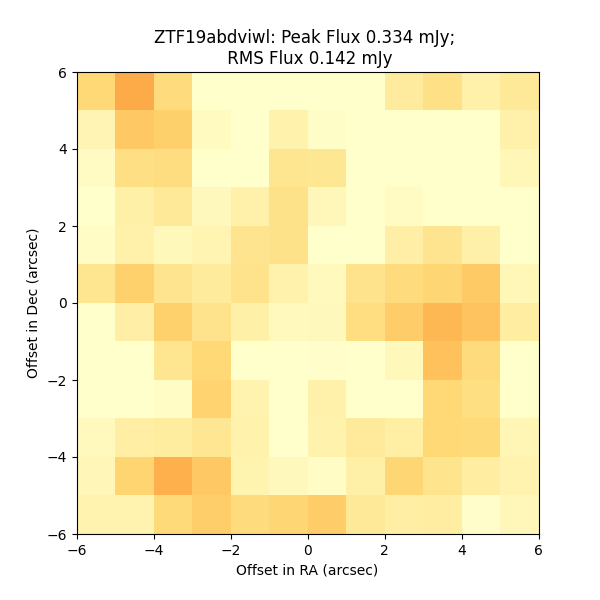 ZTF19abdviwl: Peak Flux 0.334 mJy;
RMS Flux 0.142 mJy
6
4
2
0
−2
−4
−6
Offset in Dec (arcsec)
−6 −4 −2 0 2 4 6
Offset in RA (arcsec)